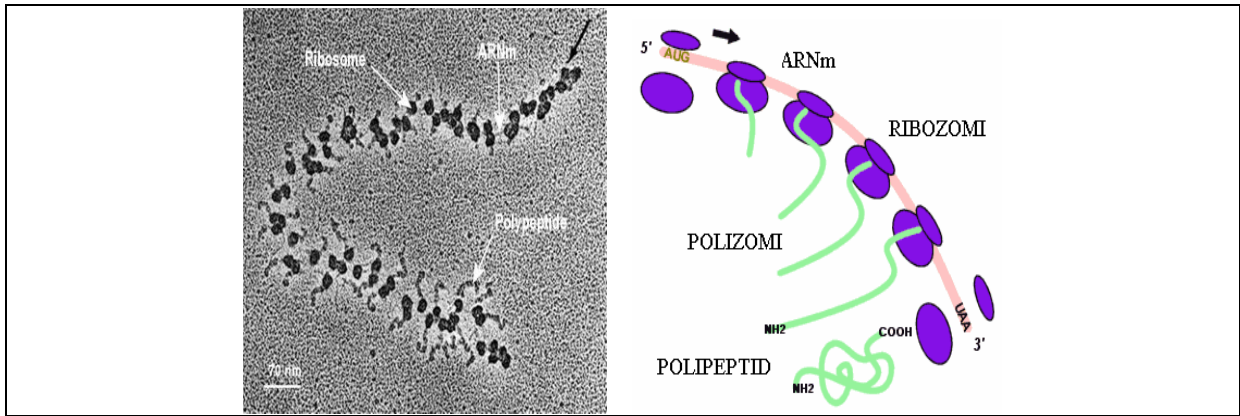 Ribosome
ARNm
Polypeptide
70 nm
5'
AUG
ARNm
RIBOZOMI
POLIZOMI
NH2
COOH
UAA
3'
POLIPEPTID
NH2